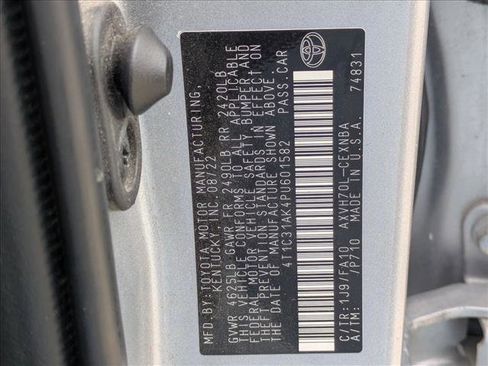 MFD. BY: TOYOTA MOTOR MANUFACTURING,
KENTUCKY, INC. 08/22
GVWR 4625LB GAWR FR 2490LB RR 2420LB
THIS VEHICLE CONFORMS TO ALL APPLICABLE
FEDERAL MOTOR VEHICLE SAFETY, BUMPER AND
THEFT PREVENTION STANDARDS IN EFFECT ON
THE DATE OF MANUFACTURE SHOWN ABOVE.
4T1C31AK4PU601582 PASS.CAR
C/TR: 1J9/FA10 AXVH70L-CEXNBA
A/TM: /P710 MADE IN U.S.A. 74831